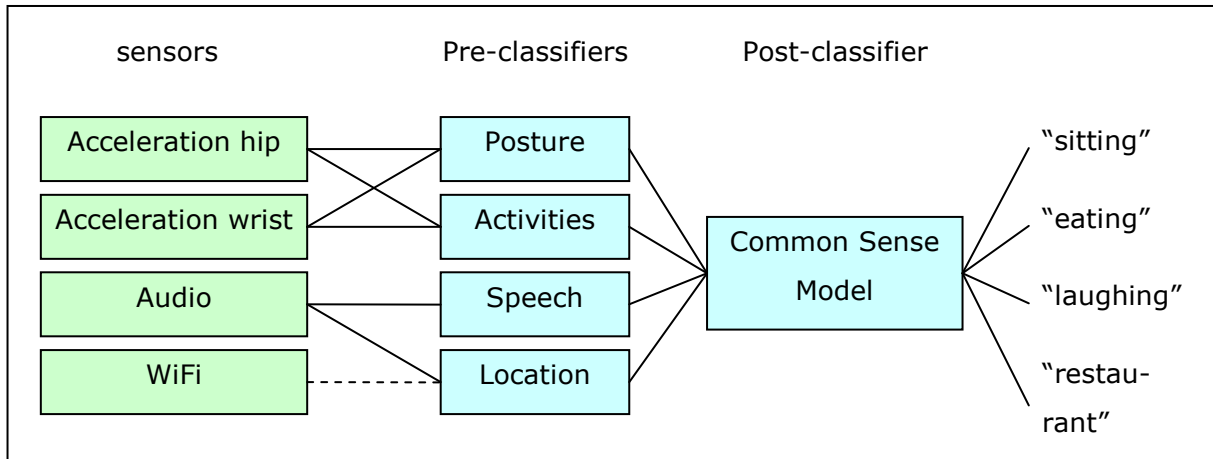 sensors
Pre-classifiers
Post-classifier
Acceleration hip
Posture
“sitting”
Acceleration wrist
Activities
“eating”
Common Sense
Model
Audio
Speech
“laughing”
WiFi
Location
“restau-
rant”